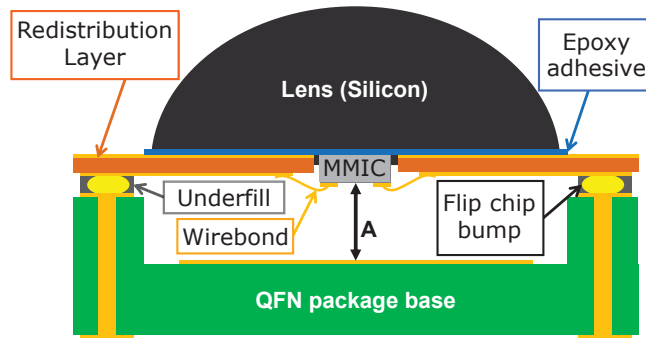 Redistribution
Layer
Epoxy
adhesive
Lens (Silicon)
MMIC
Underfill
Wirebond
A
Flip chip
bump
QFN package base